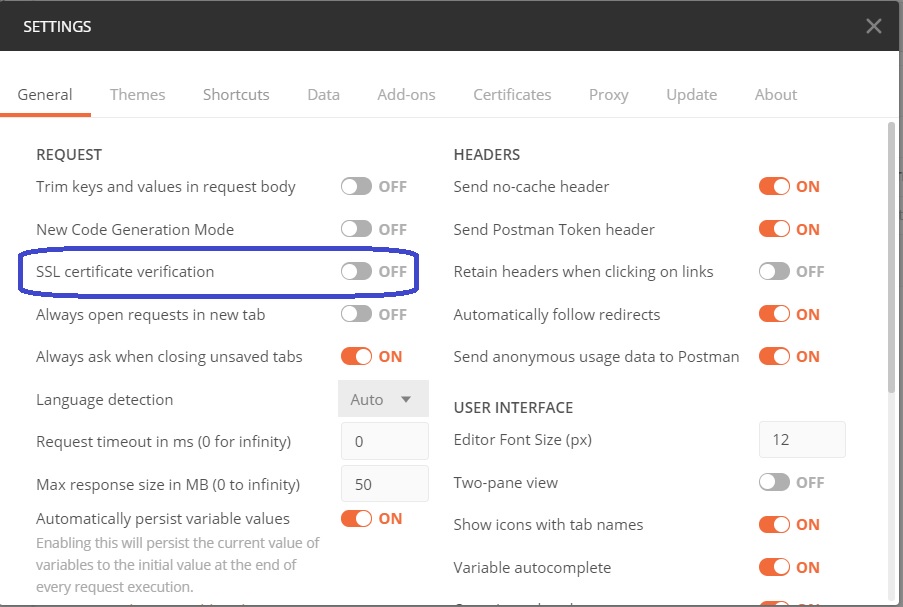 SETTINGS
General Themes Shortcuts Data Add-ons Certificates Proxy Update About
REQUEST
Trim keys and values in request body OFF
New Code Generation Mode OFF
SSL certificate verification OFF
Always open requests in new tab OFF
Always ask when closing unsaved tabs ON
Language detection Auto
Request timeout in ms (0 for infinity) 0
Max response size in MB (0 to infinity) 50
Automatically persist variable values ON
Enabling this will persist the current value of
variables to the initial value at the end of
every request execution.
HEADERS
Send no-cache header ON
Send Postman Token header ON
Retain headers when clicking on links OFF
Automatically follow redirects ON
Send anonymous usage data to Postman ON
USER INTERFACE
Editor Font Size (px) 12
Two-pane view OFF
Show icons with tab names ON
Variable autocomplete ON